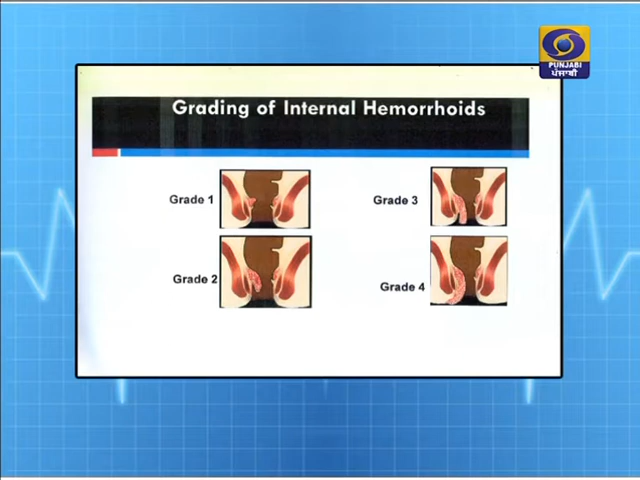 PUNJABI
ਪੰਜਾਬੀ
Grading of Internal Hemorrhoids
Grade 1
Grade 3
Grade 2
Grade 4